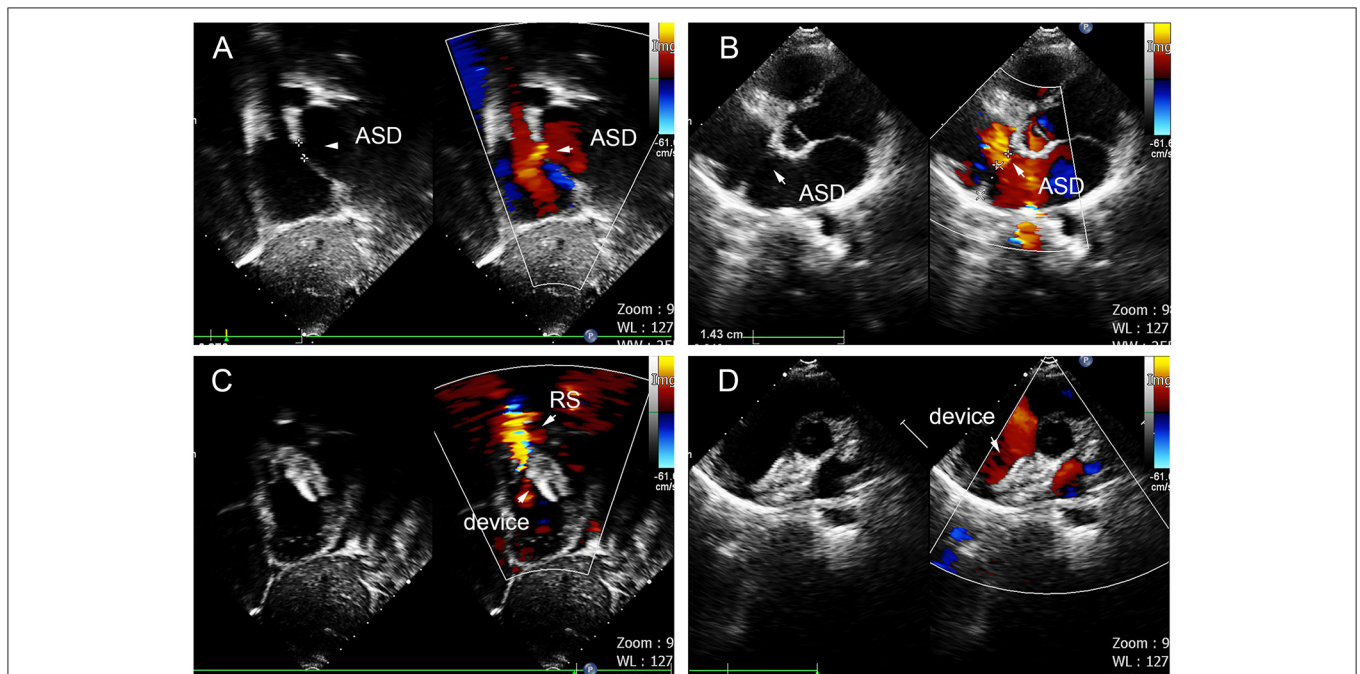 A
ASD
ASD
Img
-61.6
cm/s
Zoom : 9
WL : 127
P
B
ASD
ASD
P
Img
-61.6
cm/s
Zoom : 9
WL : 127
1.43 cm
P
C
RS
device
Img
-61.6
cm/s
Zoom : 9
WL : 127
P
D
device
P
Img
-61.6
cm/s
Zoom : 9
WL : 127